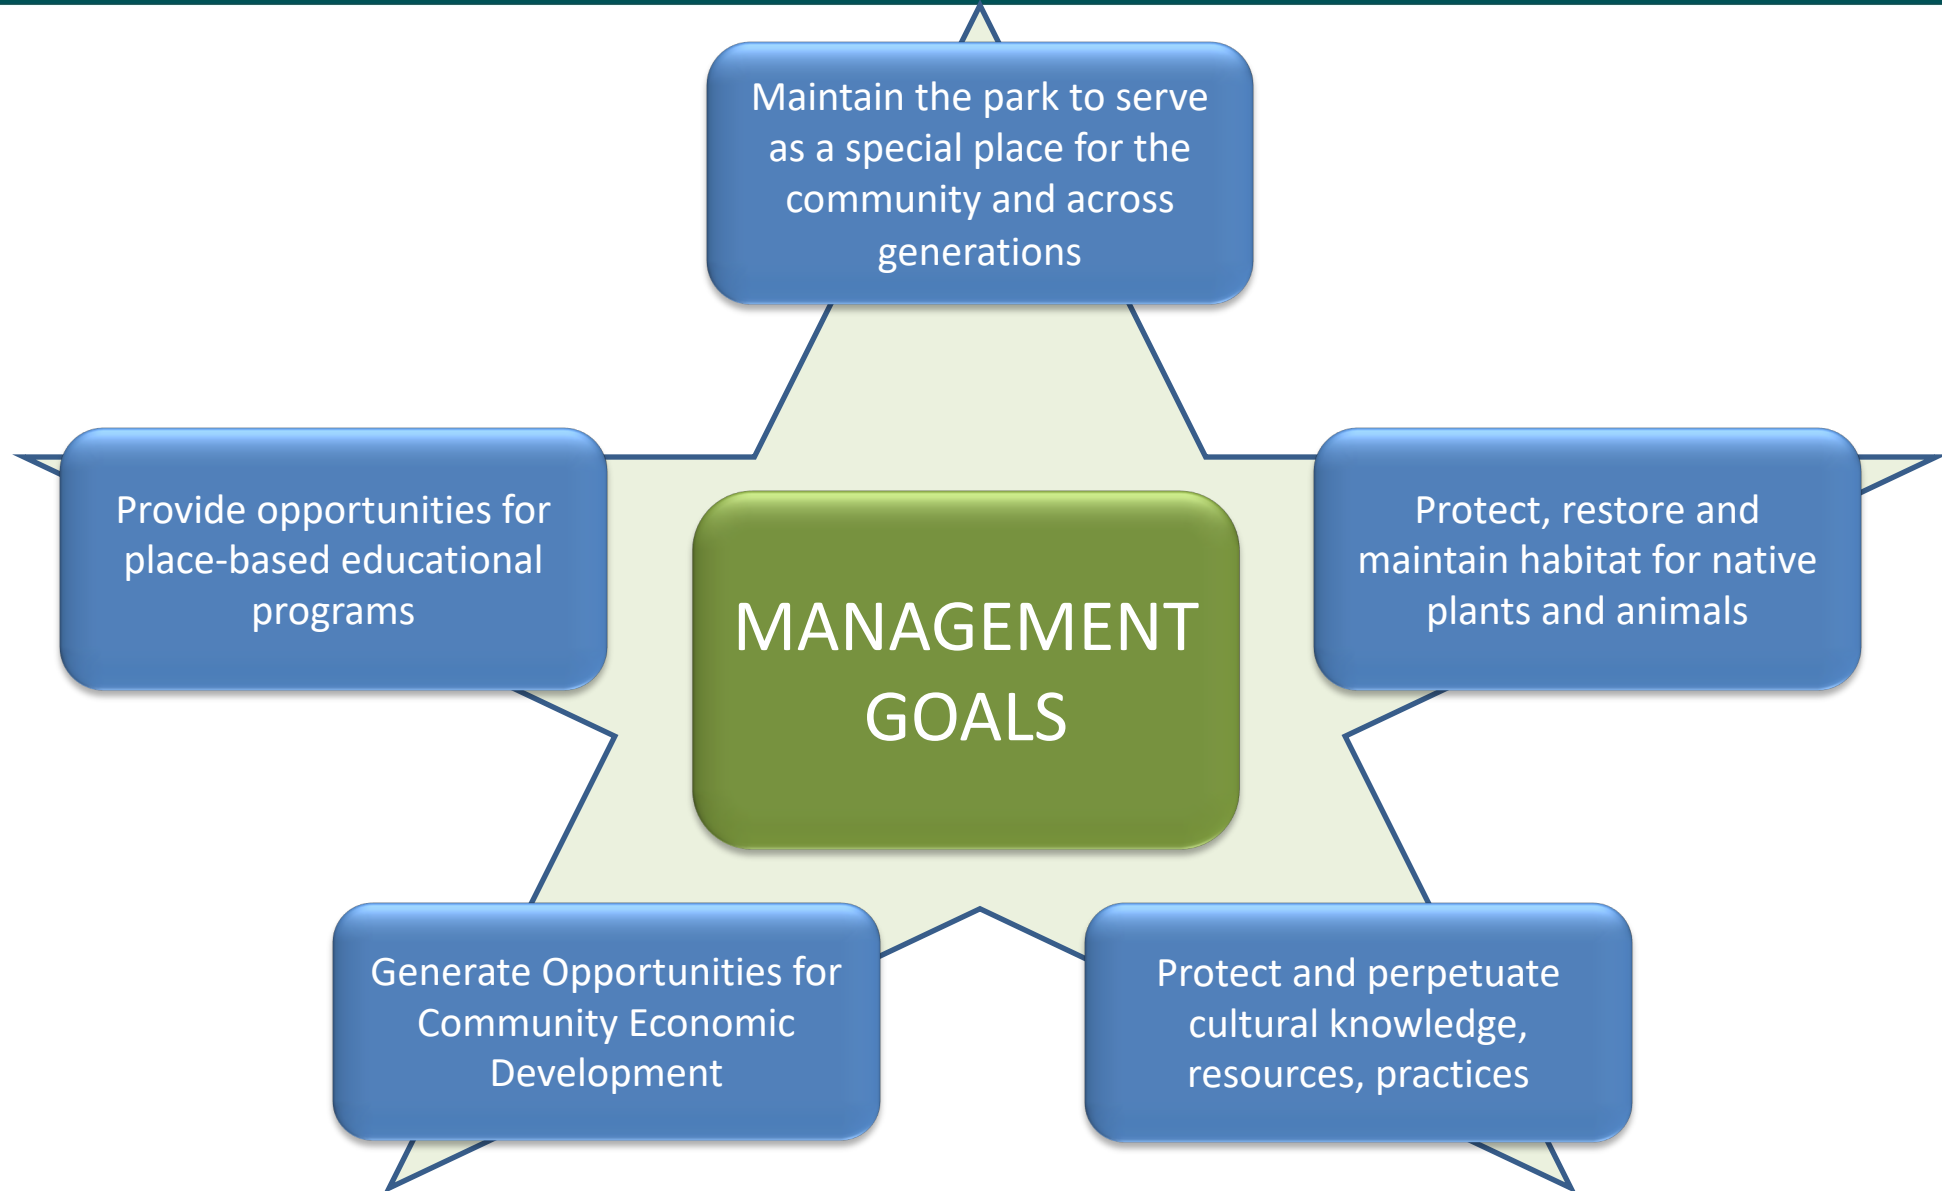 Maintain the park to serve
as a special place for the
community and across
generations
Provide opportunities for
place-based educational
programs
Protect, restore and
maintain habitat for native
plants and animals
MANAGEMENT
GOALS
Generate Opportunities for
Community Economic
Development
Protect and perpetuate
cultural knowledge,
resources, practices